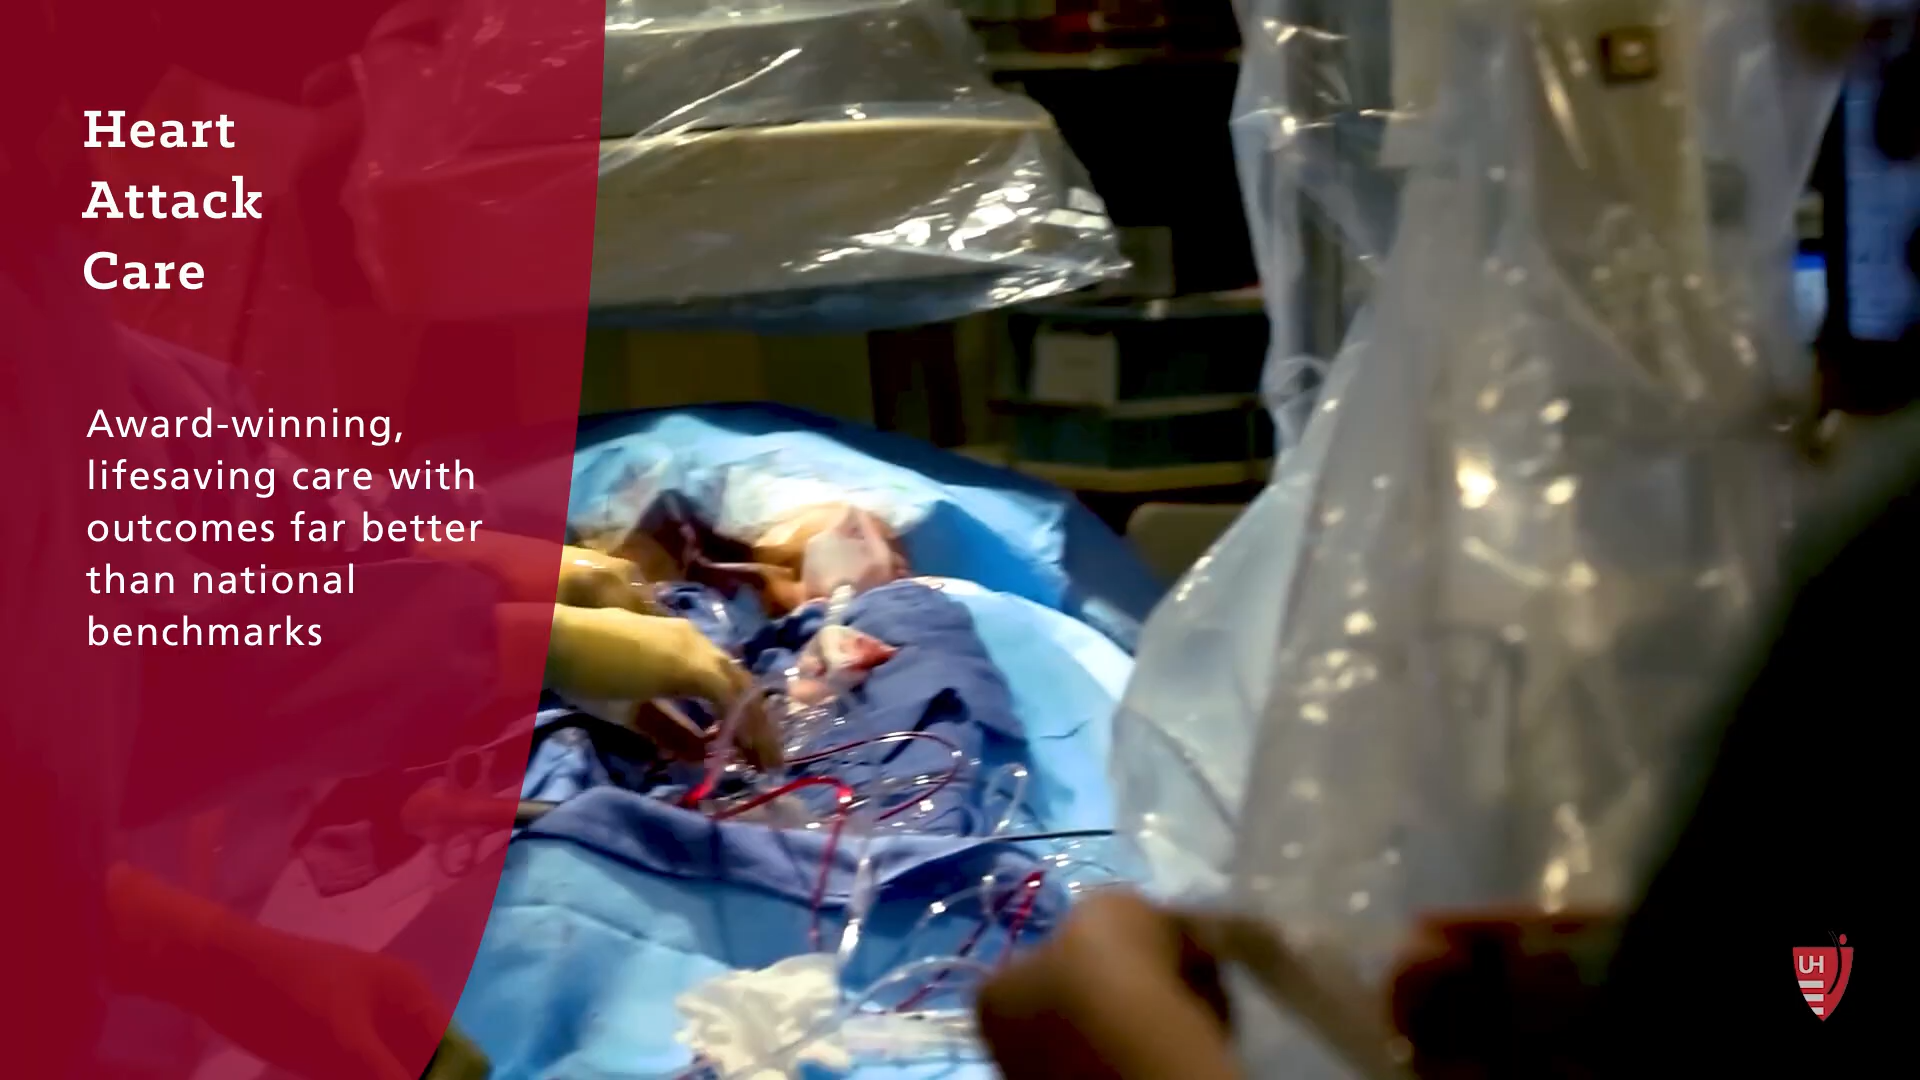 Heart
Attack
Care
Award-winning,
lifesaving care with
outcomes far better
than national
benchmarks
UH